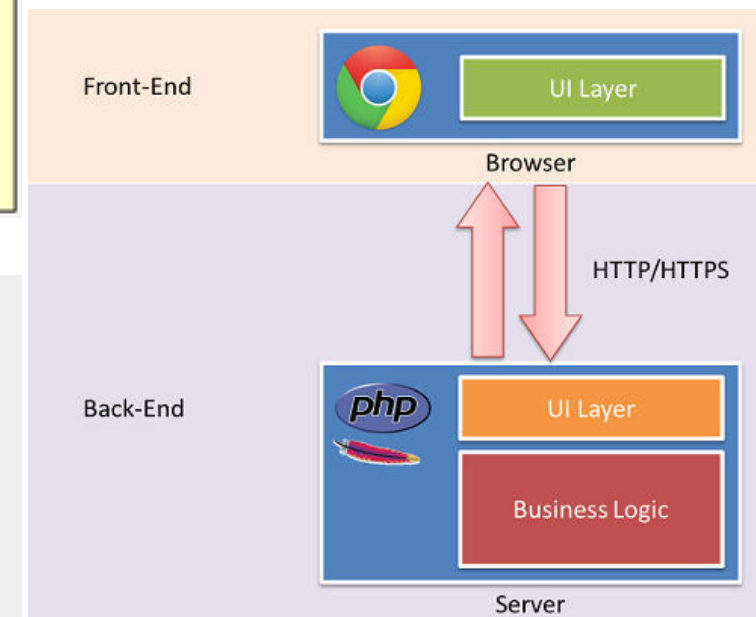 Front-End
UI Layer
Browser
HTTP/HTTPS
Back-End
php
UI Layer
Business Logic
Server